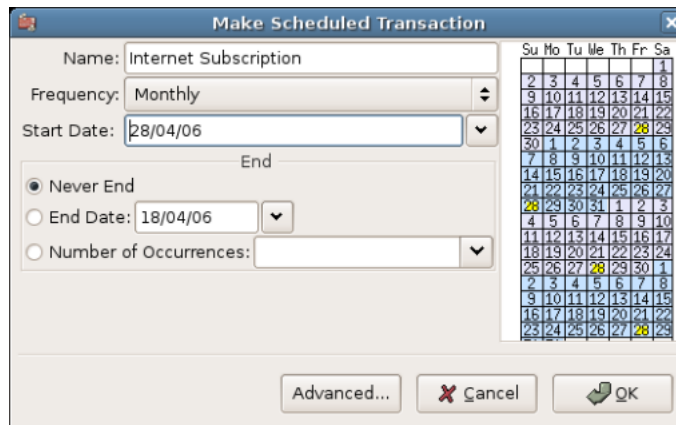 Make Scheduled Transaction
Name: Internet Subscription
Frequency: Monthly
Start Date: 28/04/06
End
Never End
End Date: 18/04/06
Number of Occurrences:
Su Mo Tu We Th Fr Sa
1
2 3 4 5 6 7 8
9 10 11 12 13 14 15
16 17 18 19 20 21 22
23 24 25 26 27 28 29
30 1 2 3 4 5 6
7 8 9 10 11 12 13
14 15 16 17 18 19 20
21 22 23 24 25 26 27
28 29 30 31 1 2 3
4 5 6 7 8 9 10
11 12 13 14 15 16 17
18 19 20 21 22 23 24
25 26 27 28 29 30 1
2 3 4 5 6 7 8
9 10 11 12 13 14 15
16 17 18 19 20 21 22
23 24 25 26 27 28 29
Advanced... Cancel OK